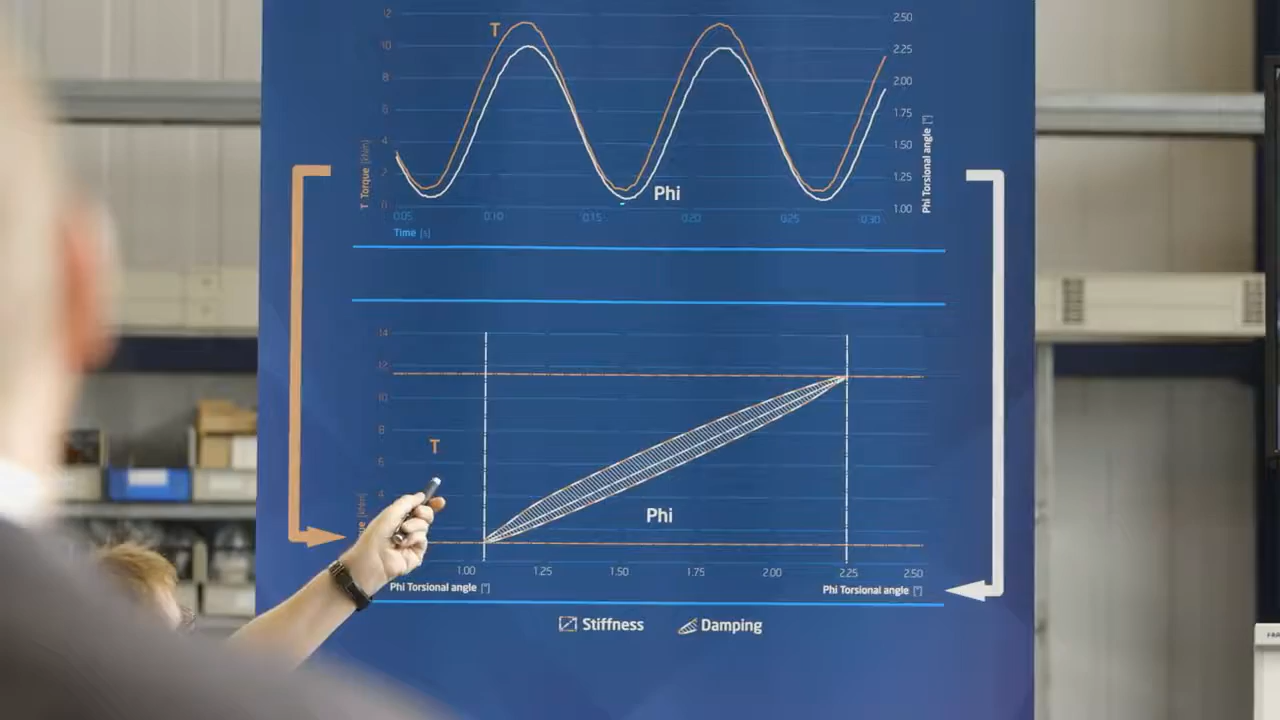 12
10
8
6
4
2
0
T Torque [kNm]
T
Phi
2.50
2.25
2.00
1.75
1.50
1.25
1.00
Phi Torsional angle [°]
0.05 0.10 0.15 0.20 0.25 0.30
Time [s]
14
12
10
8
6
4
T
Phi
1.00 1.25 1.50 1.75 2.00 2.25 2.50
Phi Torsional angle [°] Phi Torsional angle [°]
Stiffness Damping